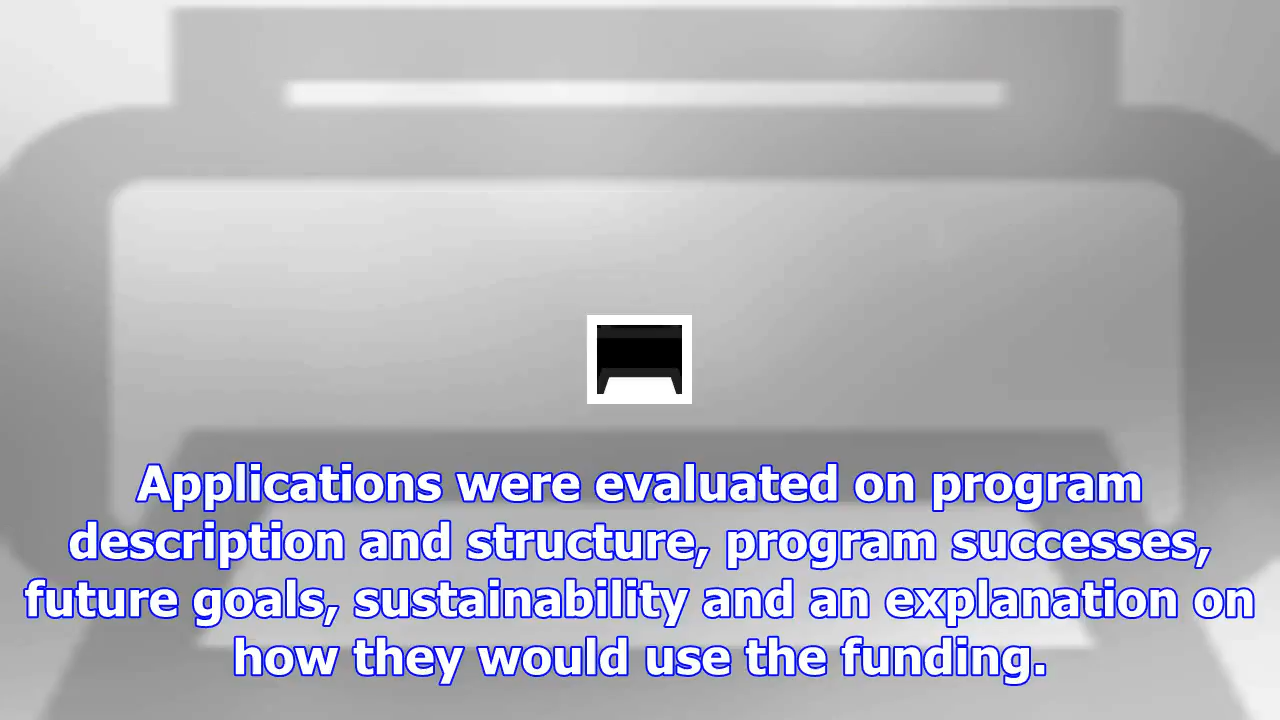 Applications were evaluated on program
description and structure, program successes,
future goals, sustainability and an explanation on
how they would use the funding.